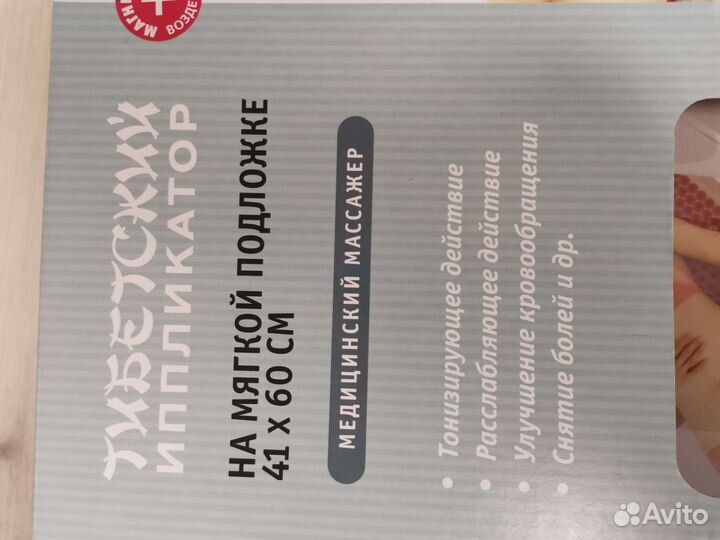 ТИБЕТСКИЙ
ИППЛИКАТОР
НА МЯГКОЙ ПОДЛОЖКЕ
41 X 60 СМ
МЕДИЦИНСКИЙ МАССАЖЕР
• Тонизирующее действие
• Расслабляющее действие
• Улучшение кровообращения
• Снятие болей и др.
Avito